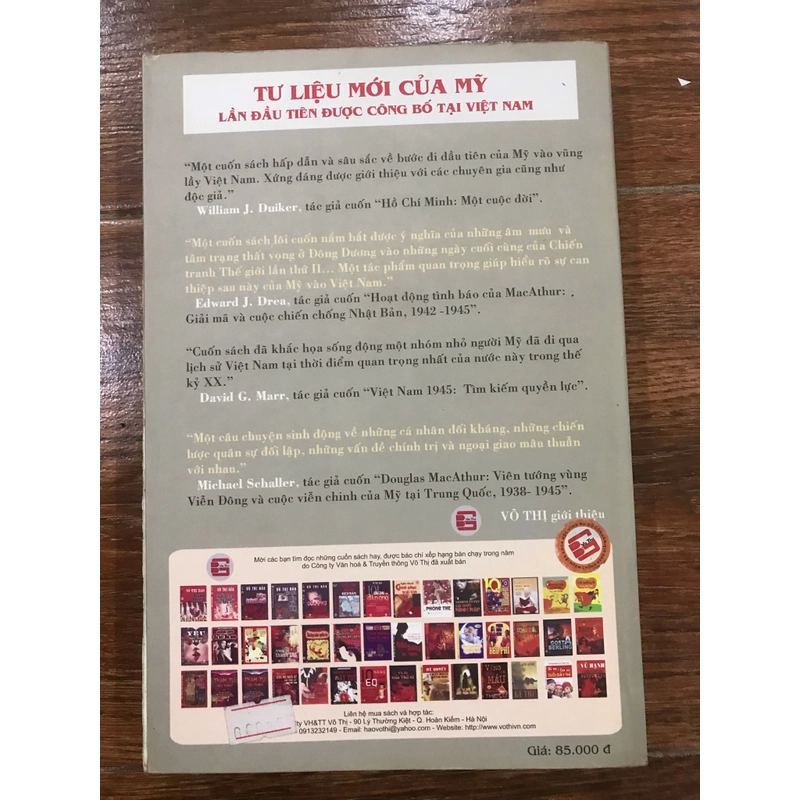 TƯ LIỆU MỚI CỦA MỸ
LẦN ĐẦU TIÊN ĐƯỢC CÔNG BỐ TẠI VIỆT NAM
“Một cuốn sách hấp dẫn và sâu sắc về bước đi đầu tiên của Mỹ vào vũng
lầy Việt Nam. Xứng đáng được giới thiệu với các chuyên gia cũng như
độc giả.”
William J. Duiker, tác giả cuốn “Hồ Chí Minh: Một cuộc đời”.
“Một cuốn sách lôi cuốn nắm bắt được ý nghĩa của những âm mưu và
tâm trạng thất vọng ở Đông Dương vào những ngày cuối cùng của Chiến
tranh Thế giới lần thứ II... Một tác phẩm quan trọng giúp hiểu rõ sự can
thiệp sau này của Mỹ vào Việt Nam.”
Edward J. Drea, tác giả cuốn “Hoạt động tình báo của MacAthur:
Giải mã và cuộc chiến chống Nhật Bản, 1942 -1945”.
“Cuốn sách đã khắc họa sống động một nhóm nhỏ người Mỹ đã đi qua
lịch sử Việt Nam tại thời điểm quan trọng nhất của nước này trong thế
kỷ XX.”
David G. Marr, tác giả cuốn “Việt Nam 1945: Tìm kiếm quyền lực”.
“Một câu chuyện sinh động về những cá nhân đối kháng, những chiến
lược quân sự đối lập, những vấn đề chính trị và ngoại giao mâu thuẫn
với nhau.”
Michael Schaller, tác giả cuốn “Douglas MacAthur: Viên tướng vùng
Viễn Đông và cuộc viễn chinh của Mỹ tại Trung Quốc, 1938- 1945”.
VÕ THỊ giới thiệu
Mời các bạn tìm đọc những cuốn sách hay, được báo chí xếp hạng bán chạy trong năm
do Công ty Văn hoá & Truyền thông Võ Thị đã xuất bản
Liên hệ mua sách và hợp tác:
ty VH&TT Võ Thị - 90 Lý Thường Kiệt - Q. Hoàn Kiếm - Hà Nội
0913232149 - Email: haovothi@yahoo.com - Website: http://www.vothivn.com
Giá: 85.000 đ